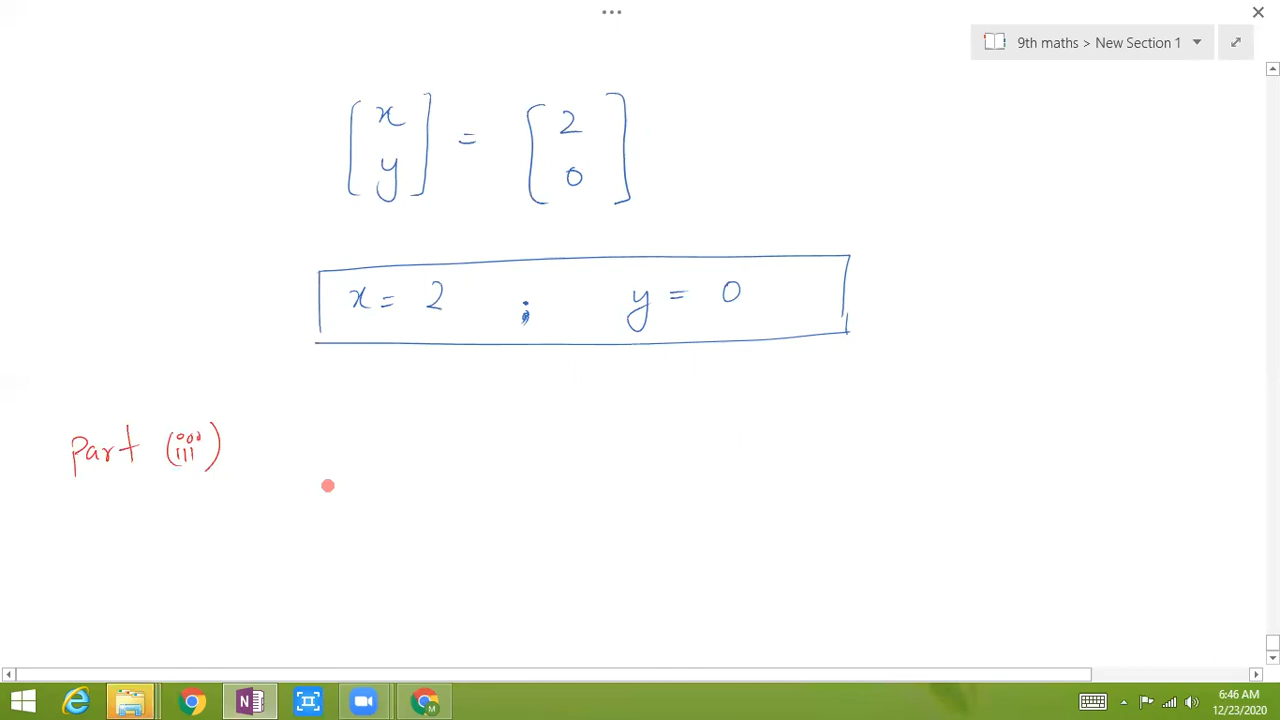 ...
9th maths > New Section 1
[x y] = [2 0]
x = 2 ; y = 0
Part (iii)
6:46 AM
12/23/2020